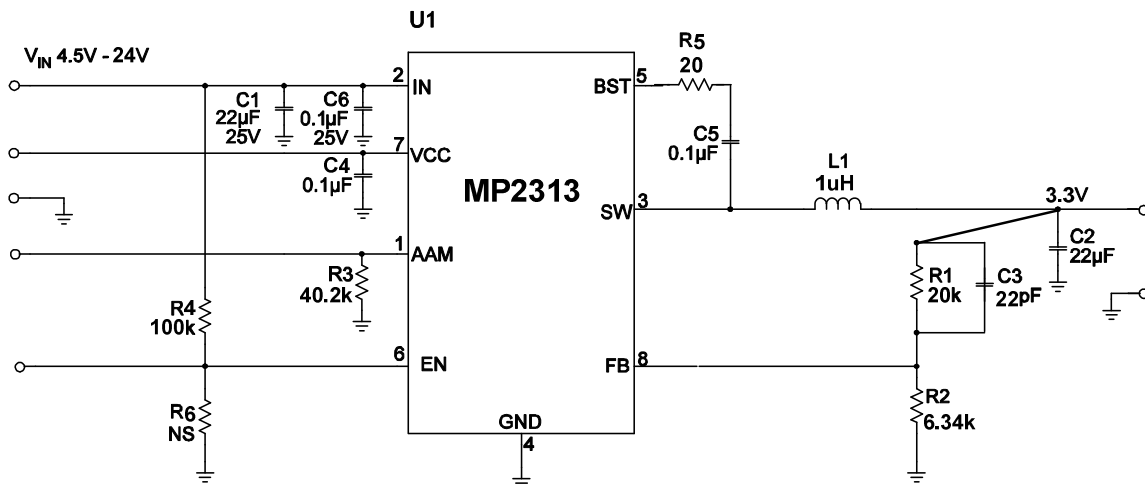 U1
V_IN 4.5V - 24V
R5
20
2
IN
BST
5
C1
22µF
25V
C6
0.1µF
25V
C5
0.1µF
7
VCC
C4
0.1µF
MP2313
L1
1uH
SW
3
3.3V
1
AAM
R3
40.2k
C2
22µF
R1
20k
C3
22pF
R4
100k
6
EN
FB
8
R6
NS
R2
6.34k
GND
4